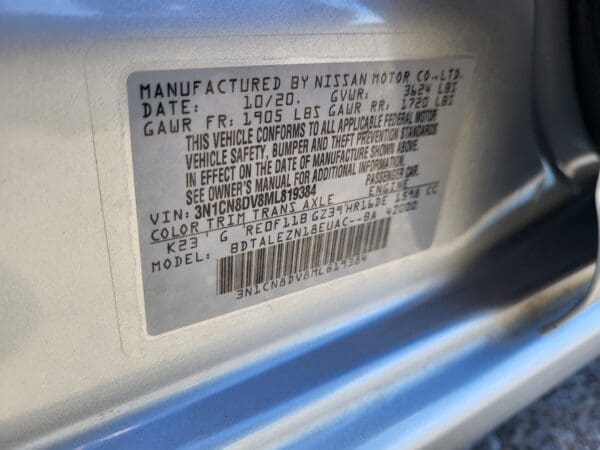 MANUFACTURED BY NISSAN MOTOR CO.,LTD.
DATE: 10/20. GVWR: 3624 LBS
GAWR FR: 1905 LBS GAWR RR: 1720 LBS
THIS VEHICLE CONFORMS TO ALL APPLICABLE FEDERAL MOTOR
VEHICLE SAFETY, BUMPER AND THEFT PREVENTION STANDARDS
IN EFFECT ON THE DATE OF MANUFACTURE SHOWN ABOVE.
SEE OWNER'S MANUAL FOR ADDITIONAL INFORMATION
VIN: 3N1CN8DV8ML819384 PASSENGER CAR.
COLOR TRIM TRANS AXLE ENGINE
K23 G RE0F11B GZ39 HR16DE 1598 CC
MODEL: BDTALEZN18EUAC--BA 42000
3N1CN8DV8ML819384